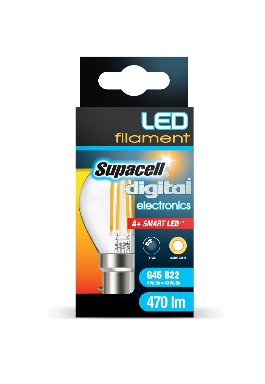 LED
filament
Supacell
digital
electronics
A+ SMART LED
G45 B22
470 lm